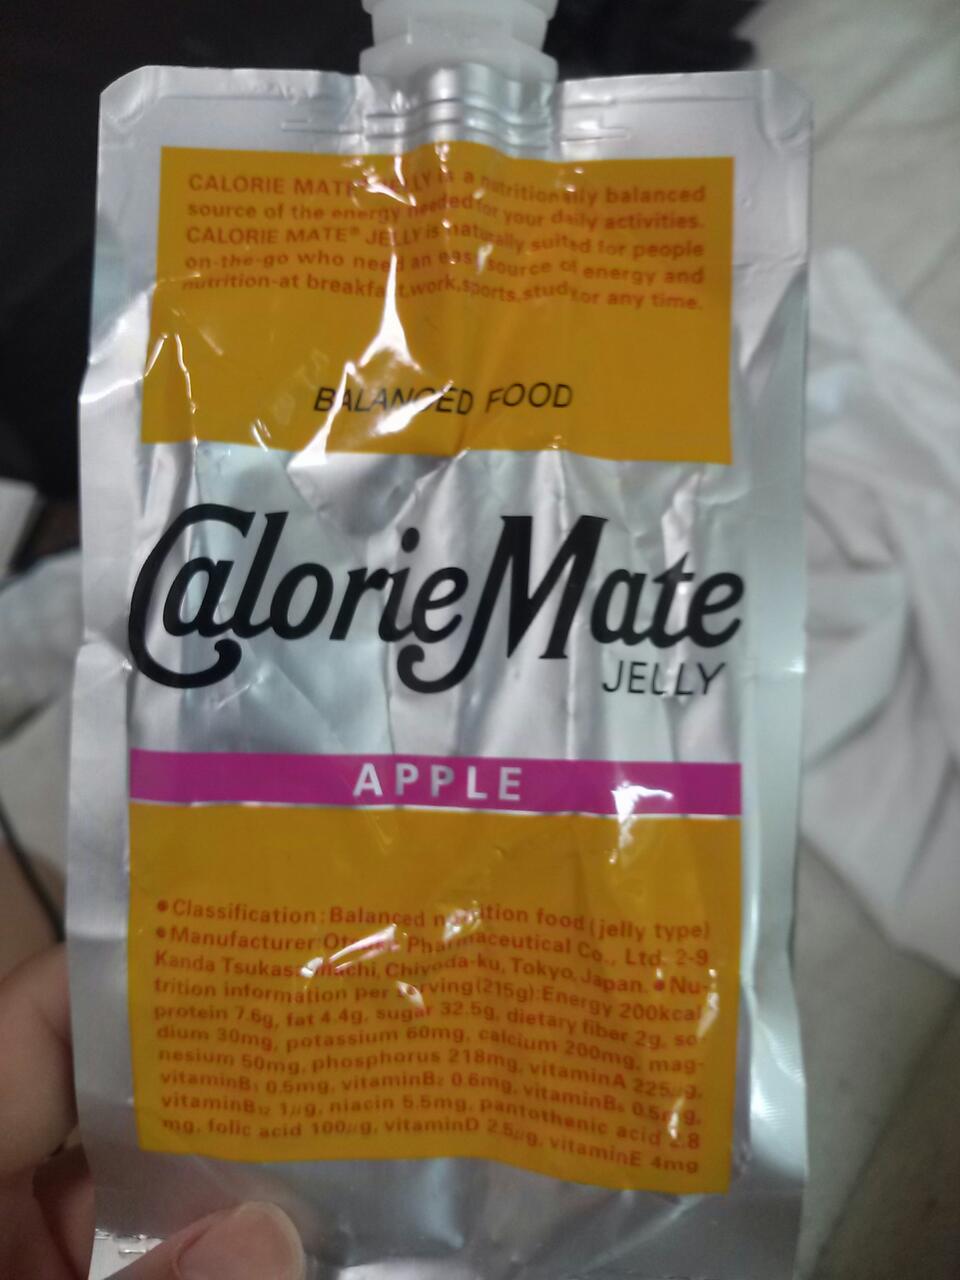 CALORIE MATE® JELLY is a nutritionally balanced
source of the energy needed for your daily activities.
CALORIE MATE® JELLY is naturally suited for people
on-the-go who need an easy source of energy and
nutrition-at breakfast,work,sports,study,or any time.
BALANCED FOOD
CalorieMate
JELLY
APPLE
●Classification:Balanced nutrition food(jelly type)
●Manufacturer:Otsuka Pharmaceutical Co., Ltd. 2-9
Kanda Tsukasa-machi, Chiyoda-ku, Tokyo, Japan. ●Nu-
trition information per serving(215g):Energy 200kcal,
protein 7.6g, fat 4.4g, sugar 32.5g, dietary fiber 2g, so-
dium 30mg, potassium 60mg, calcium 200mg, mag-
nesium 50mg, phosphorus 218mg, vitaminA 225μg,
vitaminB₁ 0.5mg, vitaminB₂ 0.6mg, vitaminB₆ 0.5mg,
vitaminB₁₂ 1μg, niacin 5.5mg, pantothenic acid
mg, folic acid 100μg, vitaminD 2.5μg, vitaminE 4mg